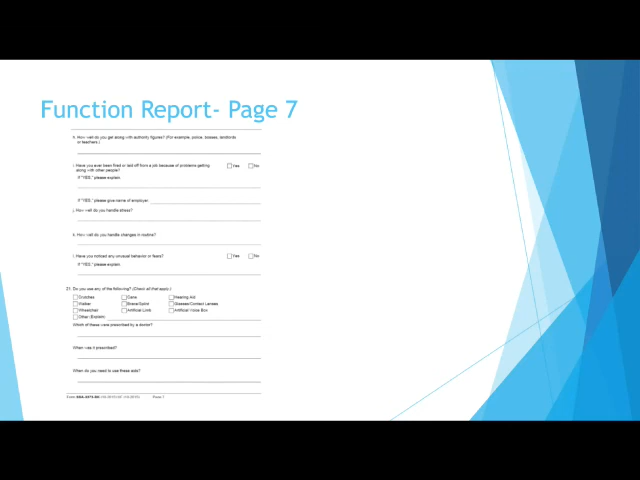 Function Report- Page 7
h. How well do you get along with authority figures? (For example, police, bosses, landlords
or teachers.)
i. Have you ever been fired or laid off from a job because of problems getting
along with other people?
Yes
No
If "YES," please explain.
If "YES," please give name of employer.
j. How well do you handle stress?
k. How well do you handle changes in routine?
l. Have you noticed any unusual behavior or fears?
Yes
No
If "YES," please explain.
21. Do you use any of the following? (Check all that apply.)
Crutches
Cane
Hearing Aid
Walker
Brace/Splint
Glasses/Contact Lenses
Wheelchair
Artificial Limb
Artificial Voice Box
Other (Explain)
Which of these were prescribed by a doctor?
When was it prescribed?
When do you need to use these aids?
Form SSA-3373-BK
Page 7